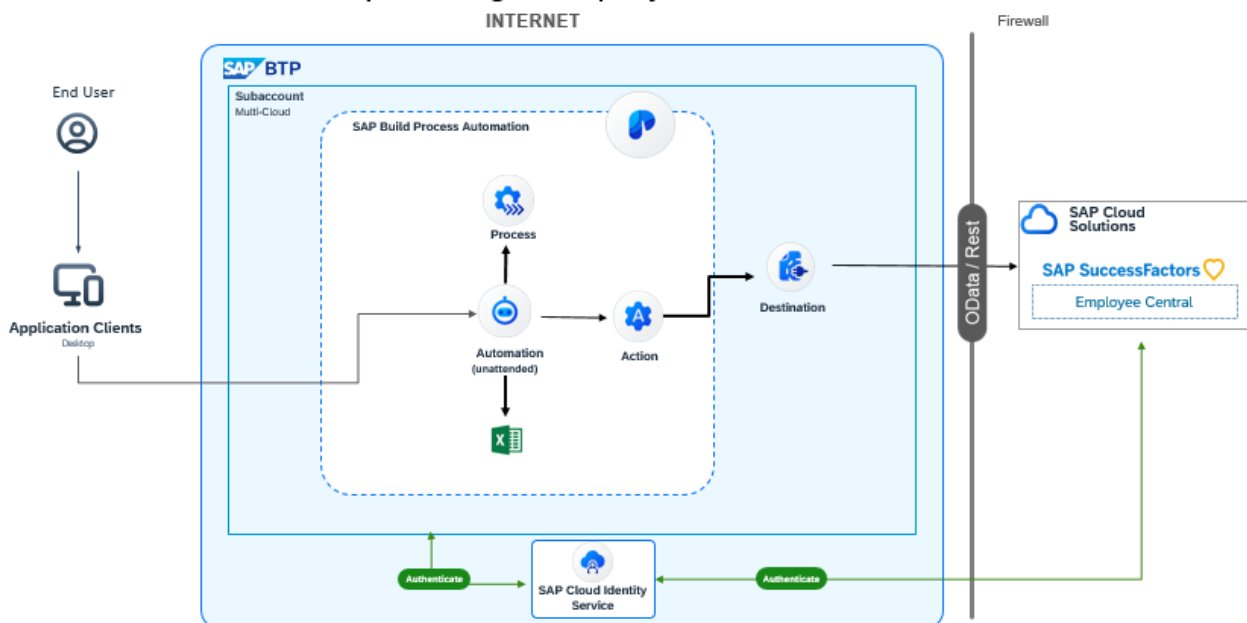 INTERNET
Firewall
SAP BTP
End User
Subaccount
Multi-Cloud
SAP Build Process Automation
Process
SAP Cloud
Solutions
OData / Rest
SAP SuccessFactors
Employee Central
Destination
Application Clients
Desktop
Automation
(unattended)
Action
A
X
Authenticate
SAP Cloud Identity
Service
Authenticate